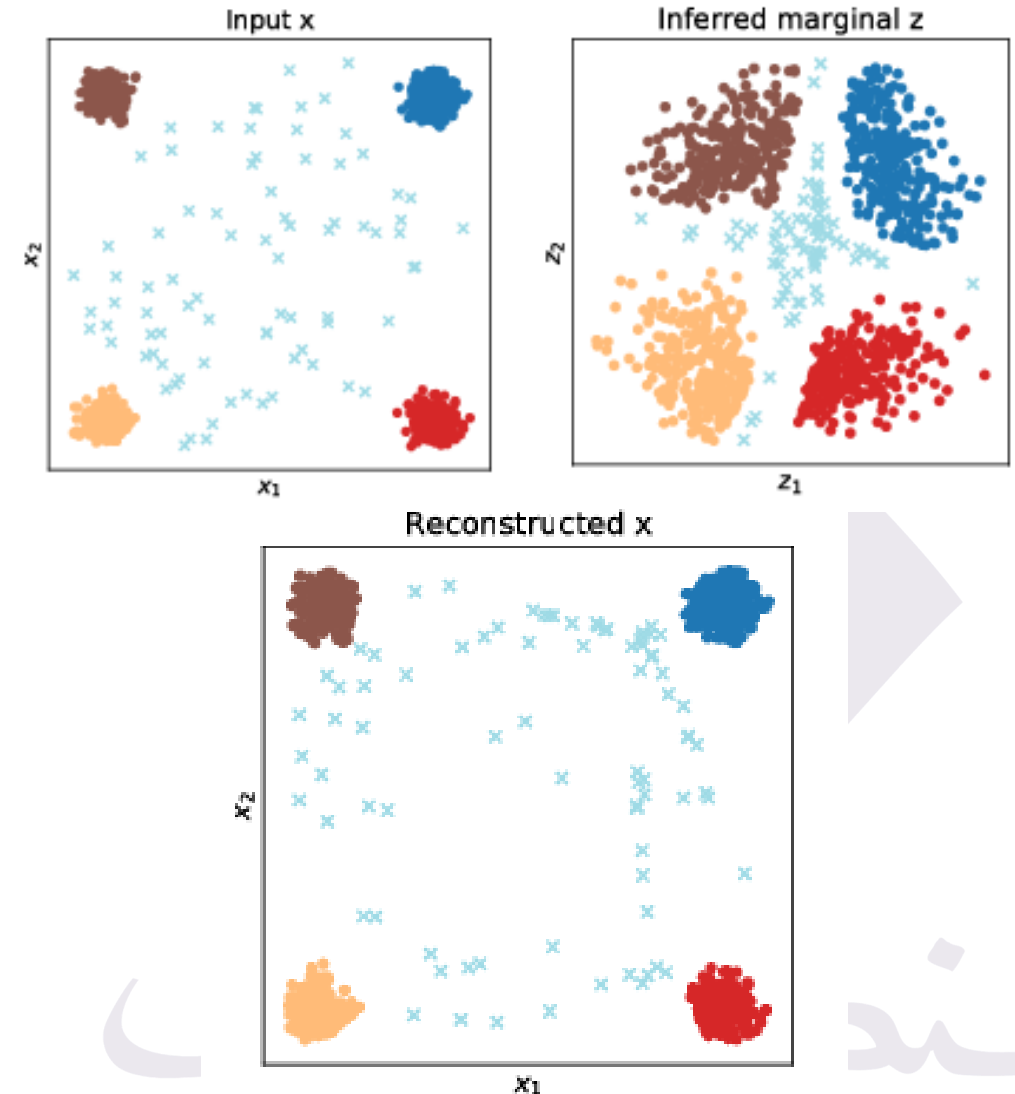 Input x
Inferred marginal z
x₂
z₂
x₁
z₁
Reconstructed x
x₂
x₁